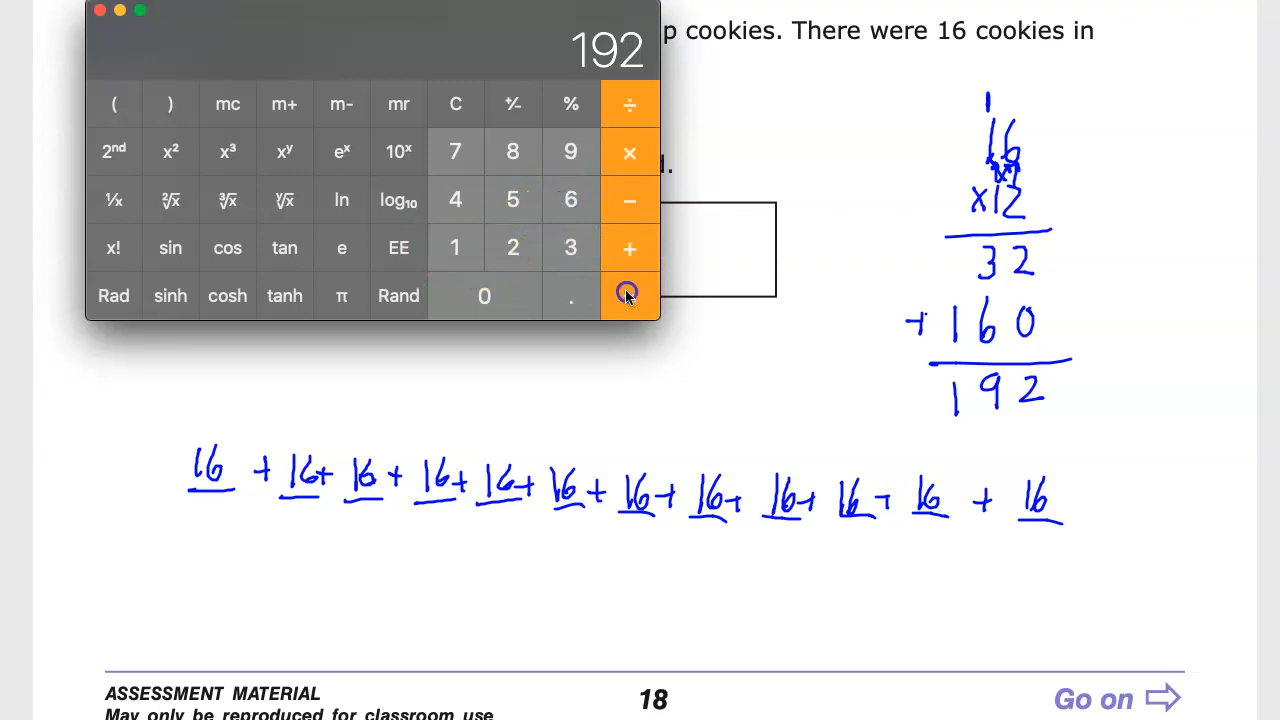 192
p cookies. There were 16 cookies in
( ) mc m+ m- mr C +/- % ÷
2nd x² x³ xʸ eˣ 10ˣ 7 8 9 ×
1/x ²√x ³√x ʸ√x ln log₁₀ 4 5 6 −
x! sin cos tan e EE 1 2 3 +
Rad sinh cosh tanh π Rand 0 .
d.
1
16
×12
32
+160
192
16 + 16+ 16 + 16+ 16+ 16 + 16+ 16+ 16+ 16+ 16 + 16
ASSESSMENT MATERIAL
May only be reproduced for classroom use
18
Go on